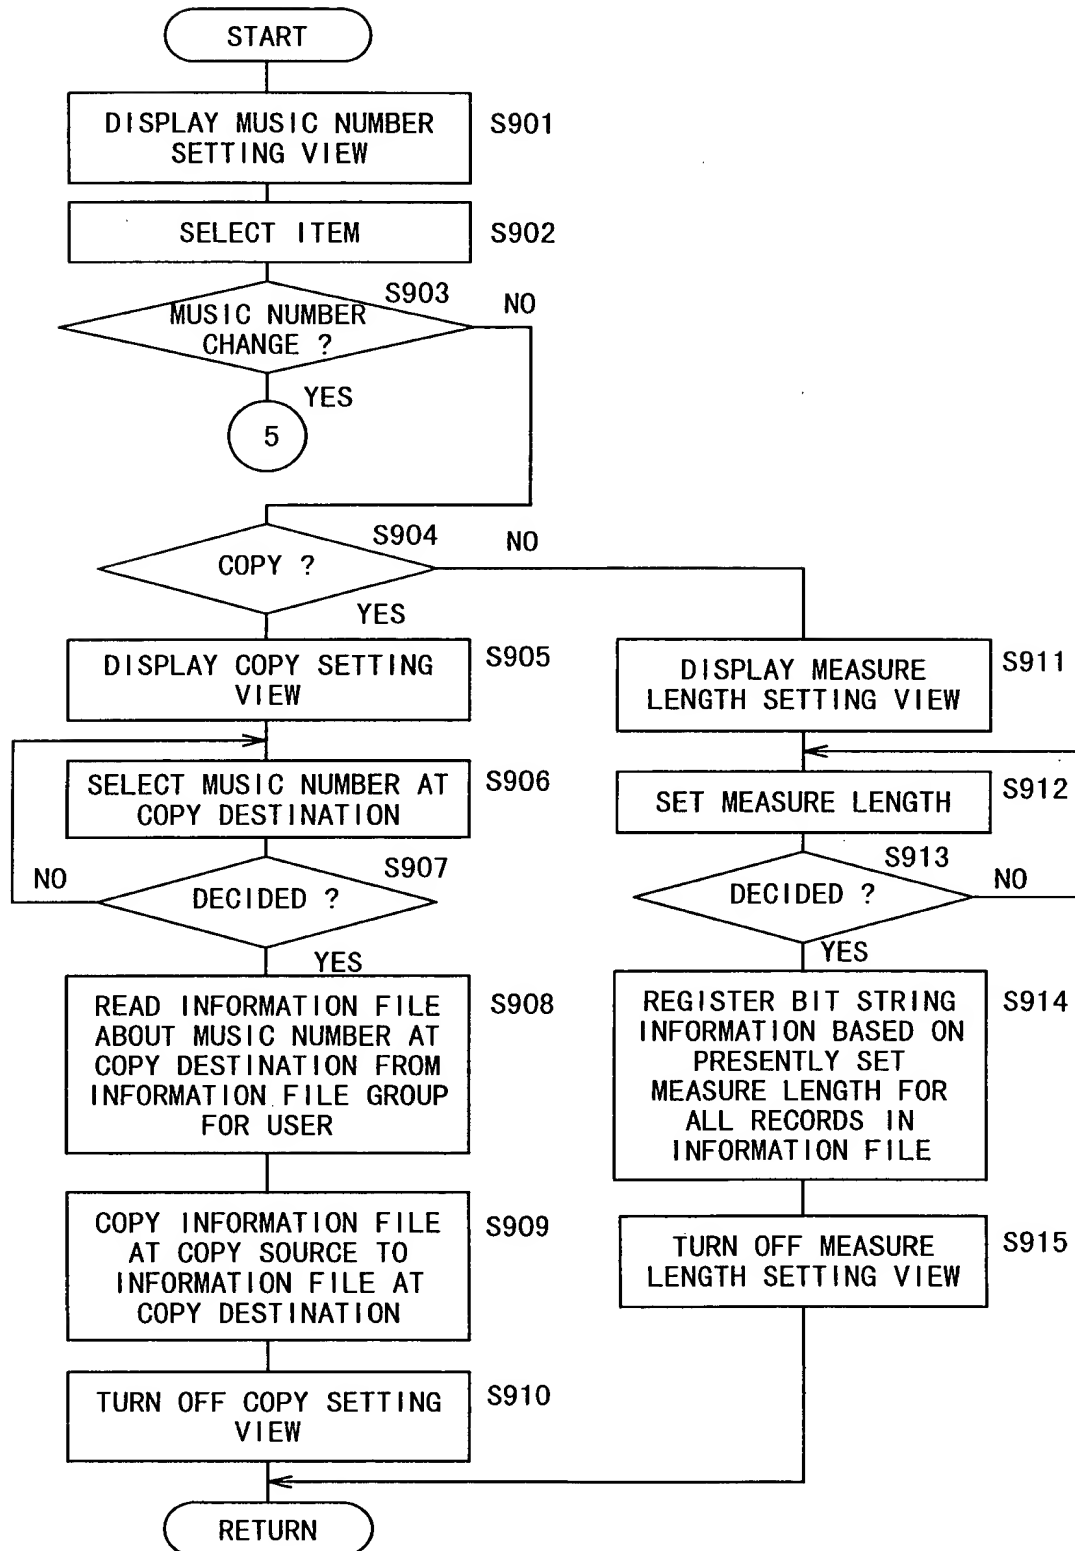 START
DISPLAY MUSIC NUMBER
SETTING VIEW
S901
SELECT ITEM
S902
S903
MUSIC NUMBER
CHANGE ?
NO
YES
5
S904
COPY ?
NO
YES
DISPLAY COPY SETTING
VIEW
S905
SELECT MUSIC NUMBER AT
COPY DESTINATION
S906
S907
DECIDED ?
NO
YES
READ INFORMATION FILE
ABOUT MUSIC NUMBER AT
COPY DESTINATION FROM
INFORMATION FILE GROUP
FOR USER
S908
COPY INFORMATION FILE
AT COPY SOURCE TO
INFORMATION FILE AT
COPY DESTINATION
S909
TURN OFF COPY SETTING
VIEW
S910
DISPLAY MEASURE
LENGTH SETTING VIEW
S911
SET MEASURE LENGTH
S912
S913
DECIDED ?
NO
YES
REGISTER BIT STRING
INFORMATION BASED ON
PRESENTLY SET
MEASURE LENGTH FOR
ALL RECORDS IN
INFORMATION FILE
S914
TURN OFF MEASURE
LENGTH SETTING VIEW
S915
RETURN